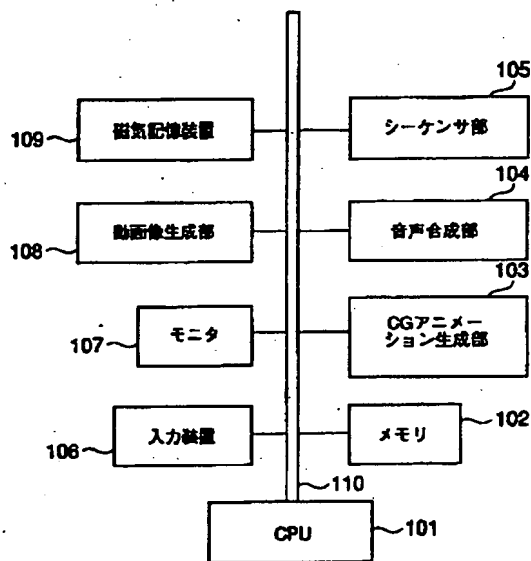 105
109
磁気記憶装置
シーケンサ部
104
108
動画像生成部
音声合成部
103
107
モニタ
CGアニメー
ション生成部
102
106
入力装置
メモリ
110
CPU
101